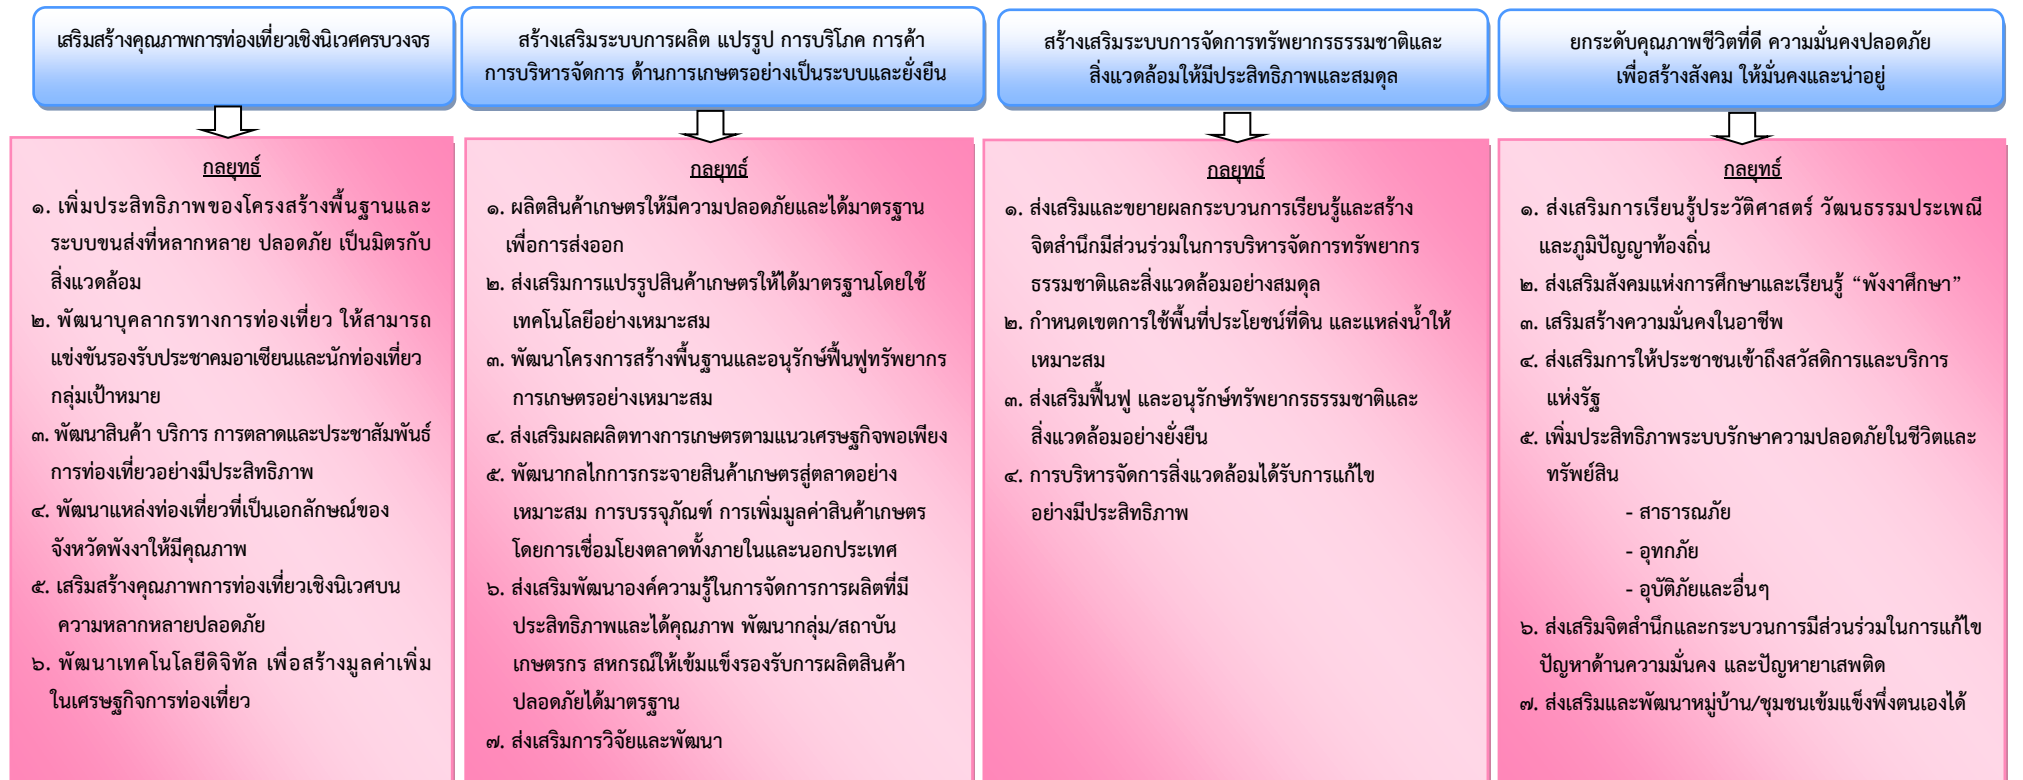 เสริมสร้างคุณภาพการท่องเที่ยวเชิงนิเวศครบวงจร
สร้างเสริมระบบการผลิต แปรรูป การบริโภค การค้า
การบริหารจัดการ ด้านการเกษตรอย่างเป็นระบบและยั่งยืน
สร้างเสริมระบบการจัดการทรัพยากรธรรมชาติและ
สิ่งแวดล้อมให้มีประสิทธิภาพและสมดุล
ยกระดับคุณภาพชีวิตที่ดี ความมั่นคงปลอดภัย
เพื่อสร้างสังคม ให้มั่นคงและน่าอยู่
กลยุทธ์
๑. เพิ่มประสิทธิภาพของโครงสร้างพื้นฐานและ
ระบบขนส่งที่หลากหลาย ปลอดภัย เป็นมิตรกับ
สิ่งแวดล้อม
๒. พัฒนาบุคลากรทางการท่องเที่ยว ให้สามารถ
แข่งขันรองรับประชาคมอาเซียนและนักท่องเที่ยว
กลุ่มเป้าหมาย
๓. พัฒนาสินค้า บริการ การตลาดและประชาสัมพันธ์
การท่องเที่ยวอย่างมีประสิทธิภาพ
๔. พัฒนาแหล่งท่องเที่ยวที่เป็นเอกลักษณ์ของ
จังหวัดพังงาให้มีคุณภาพ
๕. เสริมสร้างคุณภาพการท่องเที่ยวเชิงนิเวศบน
ความหลากหลายปลอดภัย
๖. พัฒนาเทคโนโลยีดิจิทัล เพื่อสร้างมูลค่าเพิ่ม
ในเศรษฐกิจการท่องเที่ยว
กลยุทธ์
๑. ผลิตสินค้าเกษตรให้มีความปลอดภัยและได้มาตรฐาน
เพื่อการส่งออก
๒. ส่งเสริมการแปรรูปสินค้าเกษตรให้ได้มาตรฐานโดยใช้
เทคโนโลยีอย่างเหมาะสม
๓. พัฒนาโครงการสร้างพื้นฐานและอนุรักษ์ฟื้นฟูทรัพยากร
การเกษตรอย่างเหมาะสม
๔. ส่งเสริมผลผลิตทางการเกษตรตามแนวเศรษฐกิจพอเพียง
๕. พัฒนากลไกการกระจายสินค้าเกษตรสู่ตลาดอย่าง
เหมาะสม การบรรจุภัณฑ์ การเพิ่มมูลค่าสินค้าเกษตร
โดยการเชื่อมโยงตลาดทั้งภายในและนอกประเทศ
๖. ส่งเสริมพัฒนาองค์ความรู้ในการจัดการการผลิตที่มี
ประสิทธิภาพและได้คุณภาพ พัฒนากลุ่ม/สถาบัน
เกษตรกร สหกรณ์ให้เข้มแข็งรองรับการผลิตสินค้า
ปลอดภัยได้มาตรฐาน
๗. ส่งเสริมการวิจัยและพัฒนา
กลยุทธ์
๑. ส่งเสริมและขยายผลกระบวนการเรียนรู้และสร้าง
จิตสำนึกมีส่วนร่วมในการบริหารจัดการทรัพยากร
ธรรมชาติและสิ่งแวดล้อมอย่างสมดุล
๒. กำหนดเขตการใช้พื้นที่ประโยชน์ที่ดิน และแหล่งน้ำให้
เหมาะสม
๓. ส่งเสริมฟื้นฟู และอนุรักษ์ทรัพยากรธรรมชาติและ
สิ่งแวดล้อมอย่างยั่งยืน
๔. การบริหารจัดการสิ่งแวดล้อมได้รับการแก้ไข
อย่างมีประสิทธิภาพ
กลยุทธ์
๑. ส่งเสริมการเรียนรู้ประวัติศาสตร์ วัฒนธรรมประเพณี
และภูมิปัญญาท้องถิ่น
๒. ส่งเสริมสังคมแห่งการศึกษาและเรียนรู้ “พังงาศึกษา”
๓. เสริมสร้างความมั่นคงในอาชีพ
๔. ส่งเสริมการให้ประชาชนเข้าถึงสวัสดิการและบริการ
แห่งรัฐ
๕. เพิ่มประสิทธิภาพระบบรักษาความปลอดภัยในชีวิตและ
ทรัพย์สิน
- สาธารณภัย
- อุทกภัย
- อุบัติภัยและอื่นๆ
๖. ส่งเสริมจิตสำนึกและกระบวนการมีส่วนร่วมในการแก้ไข
ปัญหาด้านความมั่นคง และปัญหายาเสพติด
๗. ส่งเสริมและพัฒนาหมู่บ้าน/ชุมชนเข้มแข็งพึ่งตนเองได้